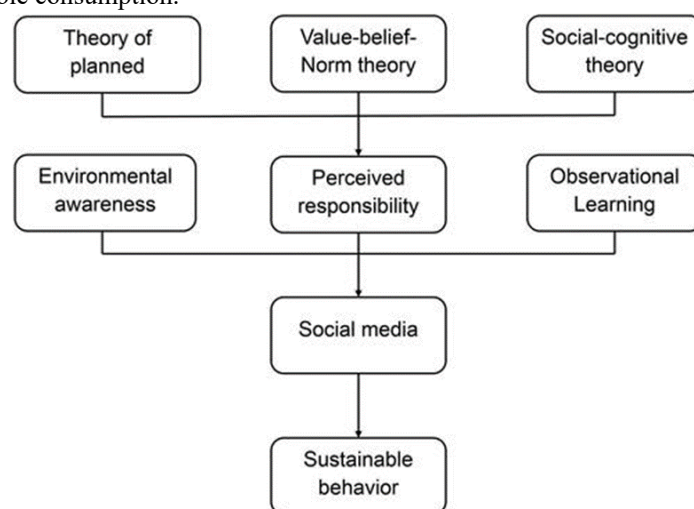 consumption.
Theory of
planned
Value-belief-
Norm theory
Social-cognitive
theory
Environmental
awareness
Perceived
responsibility
Observational
Learning
Social media
Sustainable
behavior